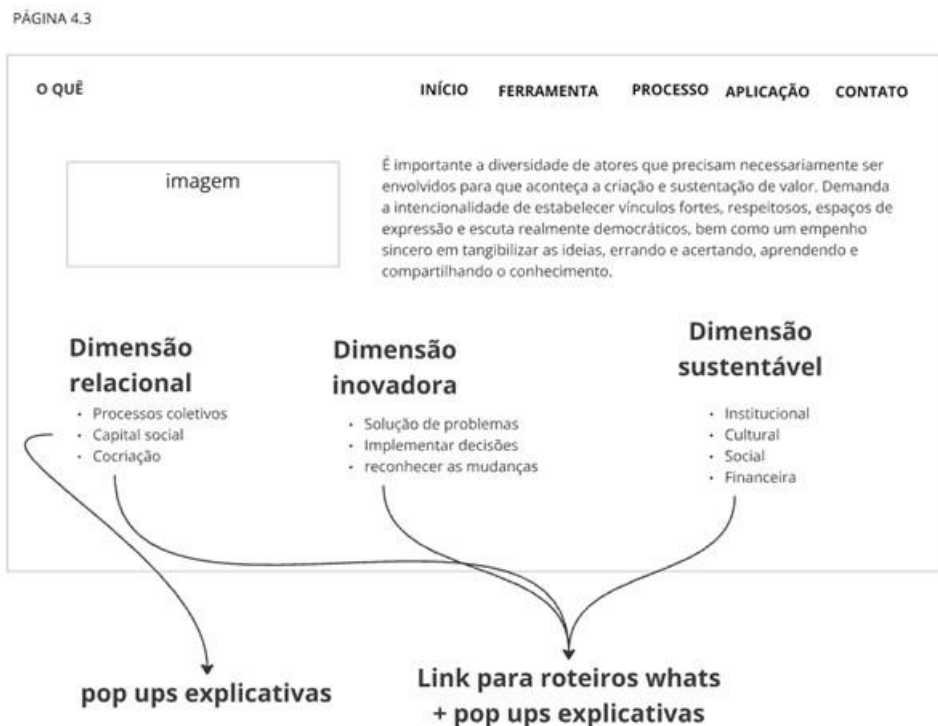 PÁGINA 4.3
O QUÊ
INÍCIO FERRAMENTA PROCESSO APLICAÇÃO CONTATO
imagem
É importante a diversidade de atores que precisam necessariamente ser
envolvidos para que aconteça a criação e sustentação de valor. Demanda
a intencionalidade de estabelecer vínculos fortes, respeitosos, espaços de
expressão e escuta realmente democráticos, bem como um empenho
sincero em tangibilizar as ideias, errando e acertando, aprendendo e
compartilhando o conhecimento.
Dimensão
relacional
• Processos coletivos
• Capital social
• Cocriação
Dimensão
inovadora
• Solução de problemas
• Implementar decisões
• reconhecer as mudanças
Dimensão
sustentável
• Institucional
• Cultural
• Social
• Financeira
pop ups explicativas
Link para roteiros whats
+ pop ups explicativas